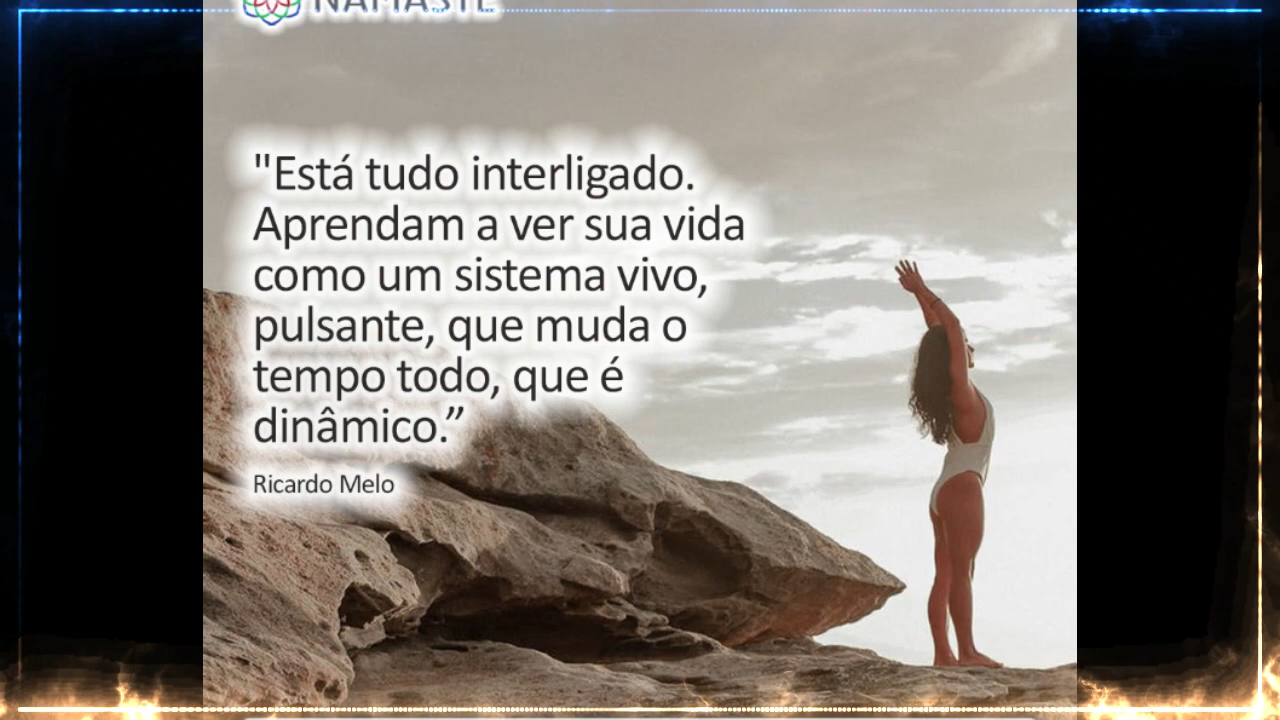 NAMASTE
"Está tudo interligado.
Aprendam a ver sua vida
como um sistema vivo,
pulsante, que muda o
tempo todo, que é
dinâmico.”
Ricardo Melo